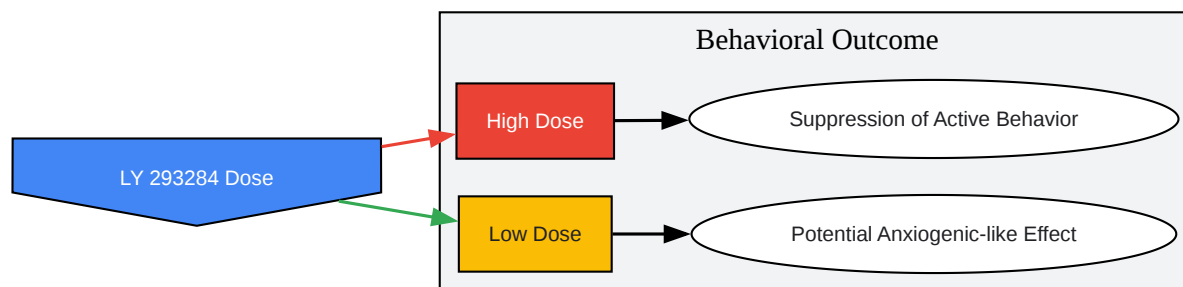 Behavioral Outcome
High Dose
Suppression of Active Behavior
LY 293284 Dose
Low Dose
Potential Anxiogenic-like Effect